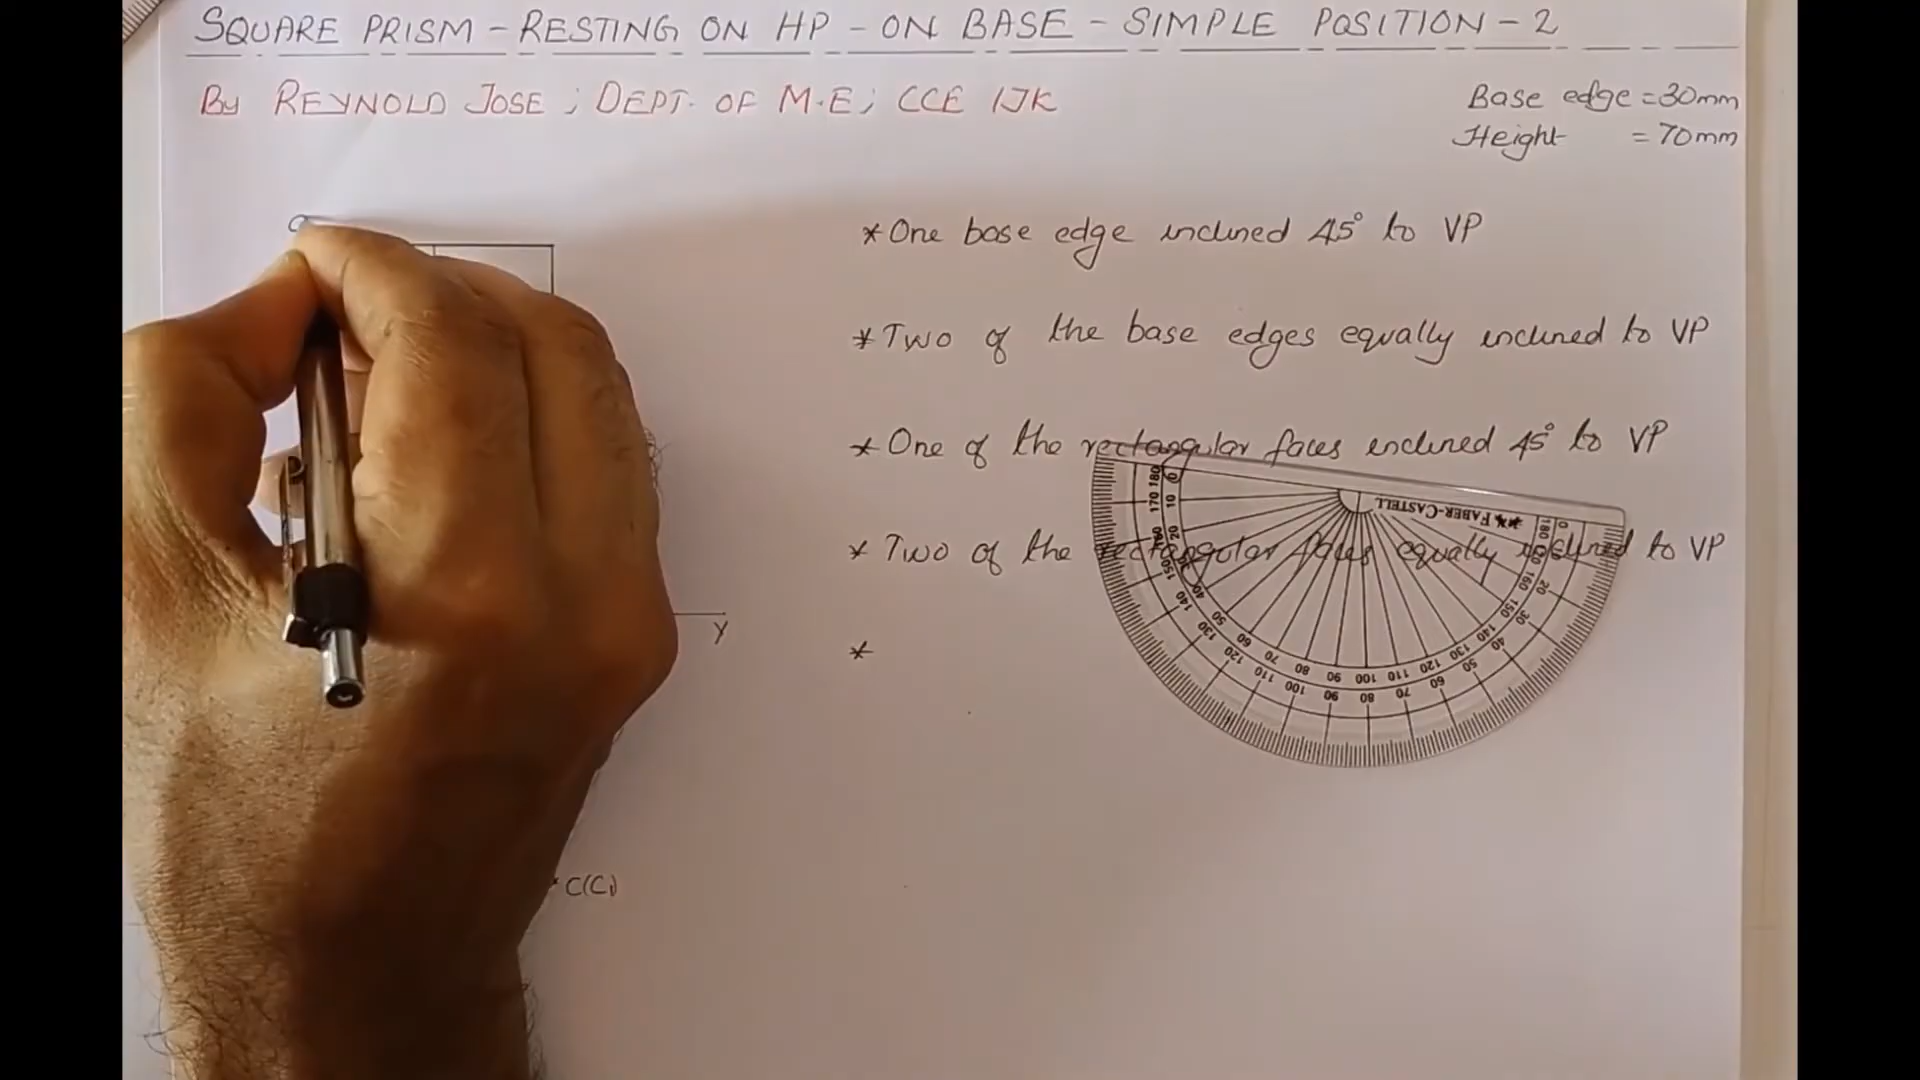 SQUARE PRISM - RESTING ON HP - ON BASE - SIMPLE POSITION - 2
By REYNOLD JOSE ; DEPT. OF M.E ; CCE IJK
Base edge = 30mm
Height = 70mm
* One base edge inclined 45° to VP
* Two of the base edges equally inclined to VP
* One of the rectangular faces inclined 45° to VP
* Two of the rectangular faces equally inclined to VP
*
Y
C(C1)
FABER-CASTELL